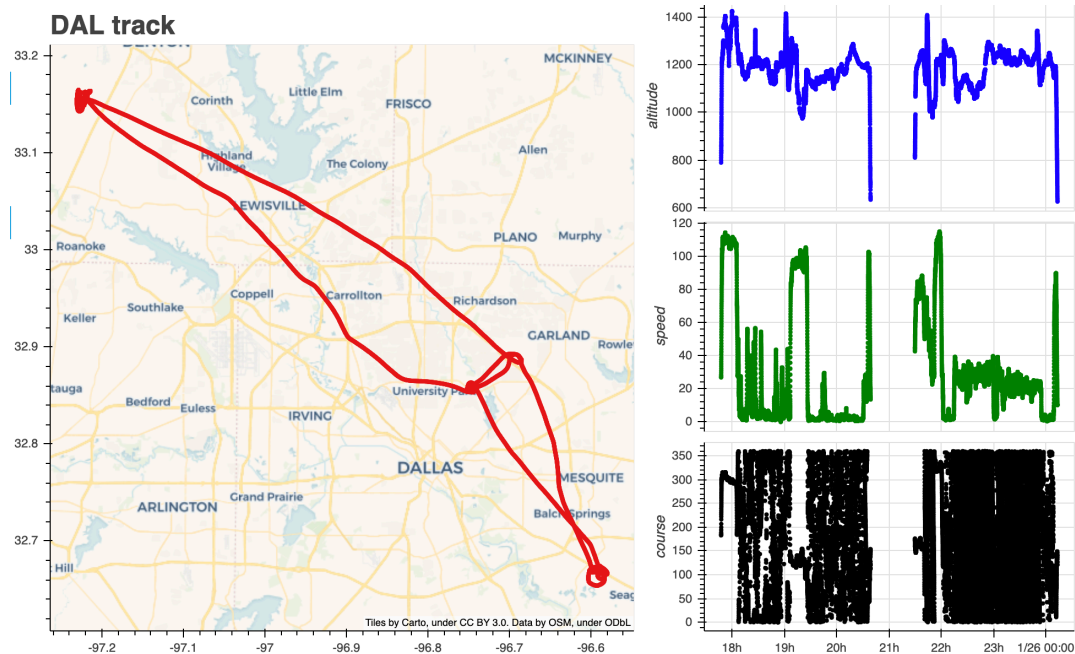 DAL track
DENTON
MCKINNEY
Corinth
Little Elm
FRISCO
Allen
Highland
Village
The Colony
LEWISVILLE
Roanoke
PLANO
Murphy
Coppell
Carrollton
Southlake
Richardson
Keller
GARLAND
Rowle
tauga
Bedford
Euless
University Pa
IRVING
DALLAS
MESQUITE
Grand Prairie
ARLINGTON
Balch Springs
Hill
Seag
Tiles by Carto, under CC BY 3.0. Data by OSM, under ODbL
33.2
33.1
33
32.9
32.8
32.7
-97.2
-97.1
-97
-96.9
-96.8
-96.7
-96.6
altitude
1400
1200
1000
800
600
speed
120
100
80
60
40
20
0
course
350
300
250
200
150
100
50
0
18h
19h
20h
21h
22h
23h
1/26 00:00